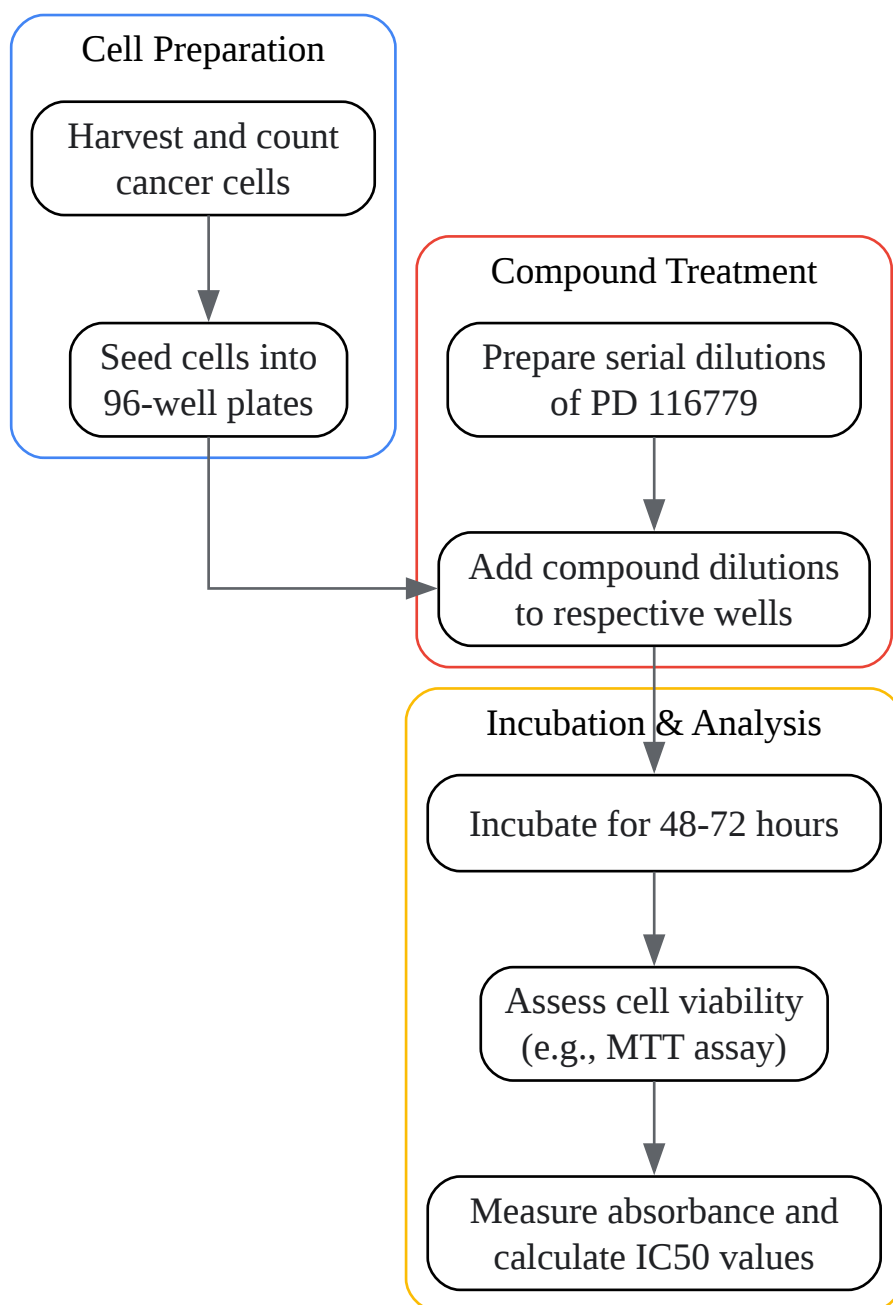 Cell Preparation
Harvest and count
cancer cells
Seed cells into
96-well plates
Compound Treatment
Prepare serial dilutions
of PD 116779
Add compound dilutions
to respective wells
Incubation & Analysis
Incubate for 48-72 hours
Assess cell viability
(e.g., MTT assay)
Measure absorbance and
calculate IC50 values